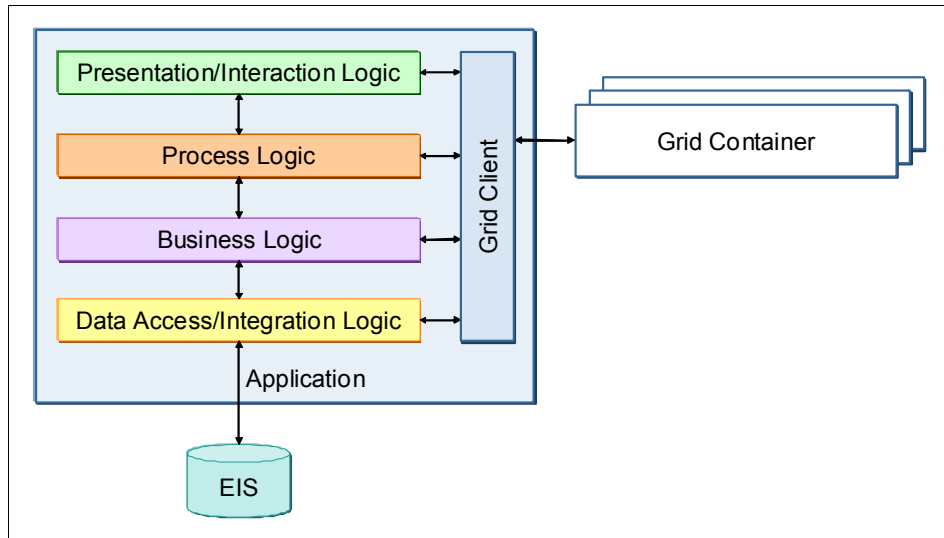 Presentation/Interaction Logic
Process Logic
Business Logic
Data Access/Integration Logic
Grid Client
Grid Container
Application
EIS